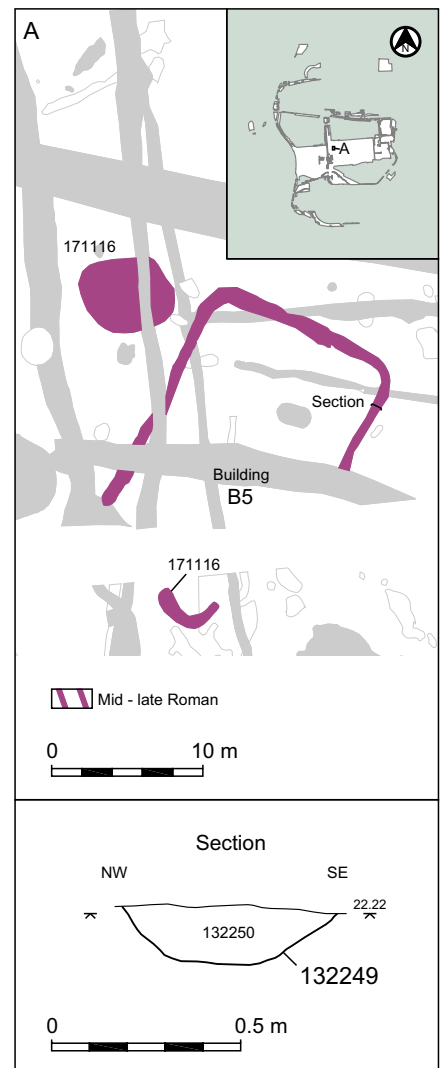 A
N
A
171116
Section
Building
B5
171116
Mid - late Roman
0 10 m
Section
NW SE
22.22
132250
132249
0 0.5 m